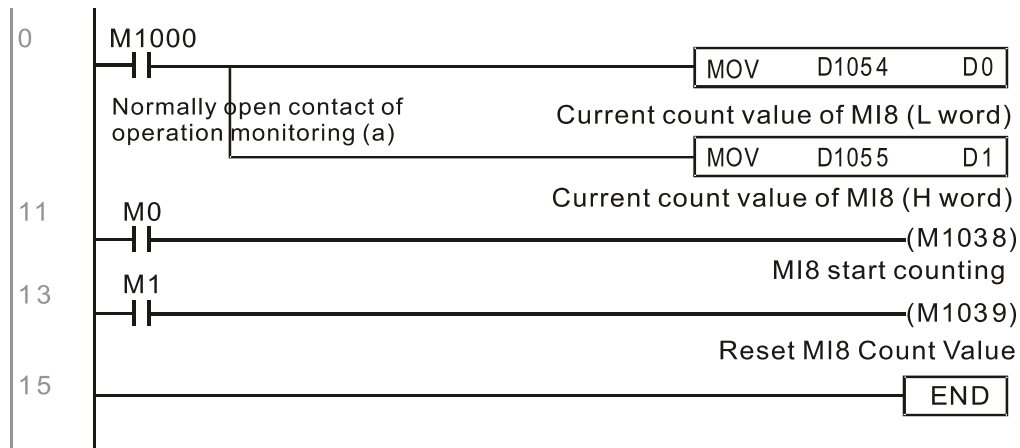 0
M1000
MOV D1054 D0
Normally open contact of
operation monitoring (a)
Current count value of MI8 (L word)
MOV D1055 D1
Current count value of MI8 (H word)
11
M0
(M1038)
MI8 start counting
13
M1
(M1039)
Reset MI8 Count Value
15
END